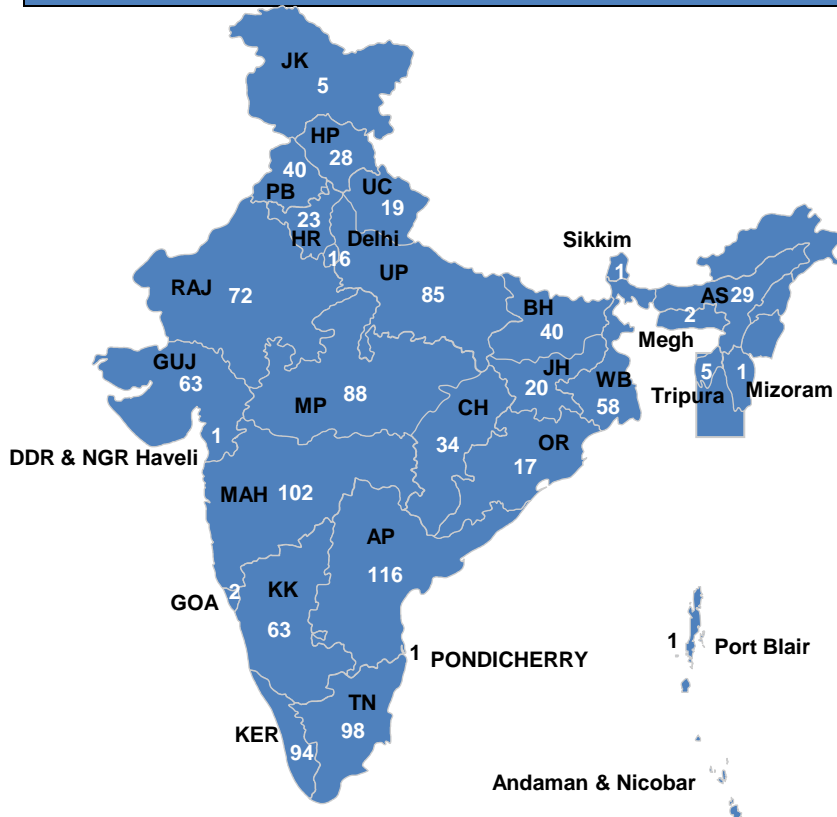 JK
5
HP
28
40
PB
UC
19
23
HR
Delhi
16
Sikkim
1
RAJ
72
UP
85
AS
29
2
Megh
BH
40
GUJ
63
MP
88
JH
20
WB
58
5
1
Tripura
Mizoram
CH
34
1
DDR & NGR Haveli
OR
17
MAH
102
AP
116
2
GOA
KK
63
1
PONDICHERRY
1
Port Blair
TN
98
KER
94
Andaman & Nicobar